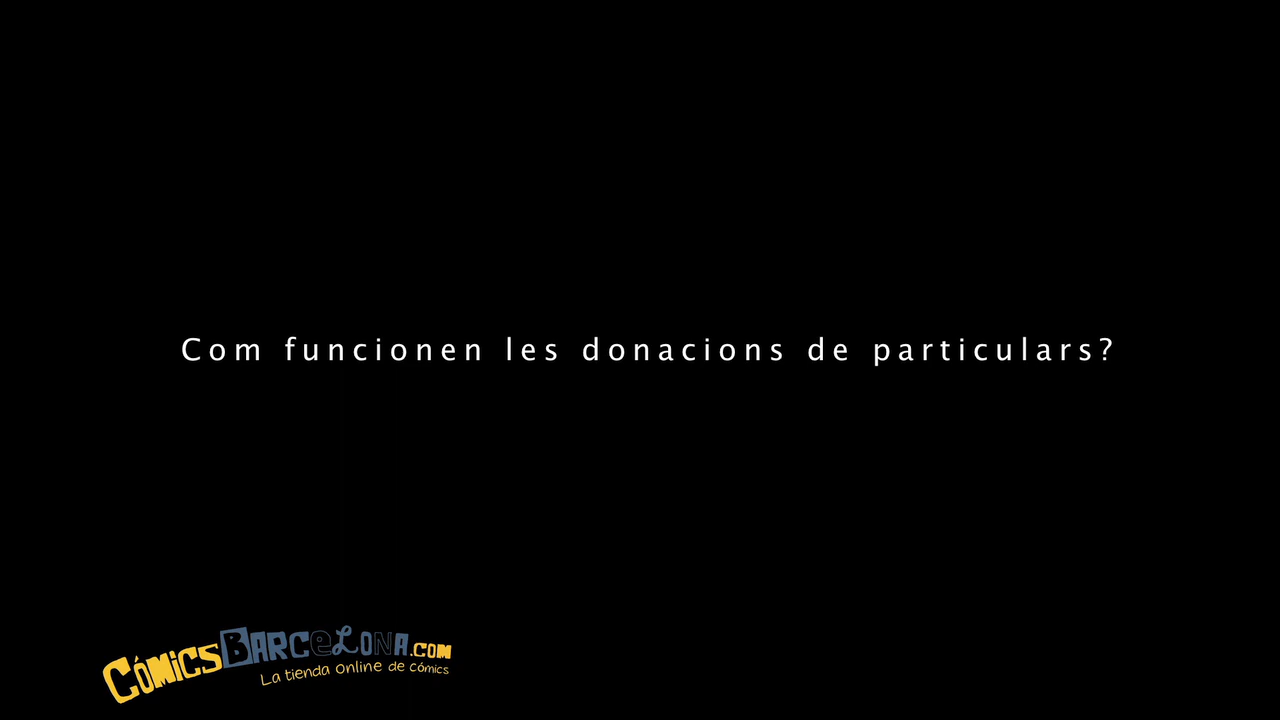 Com funcionen les donacions de particulars?
CómicsBarcelona.com
La tienda online de cómics